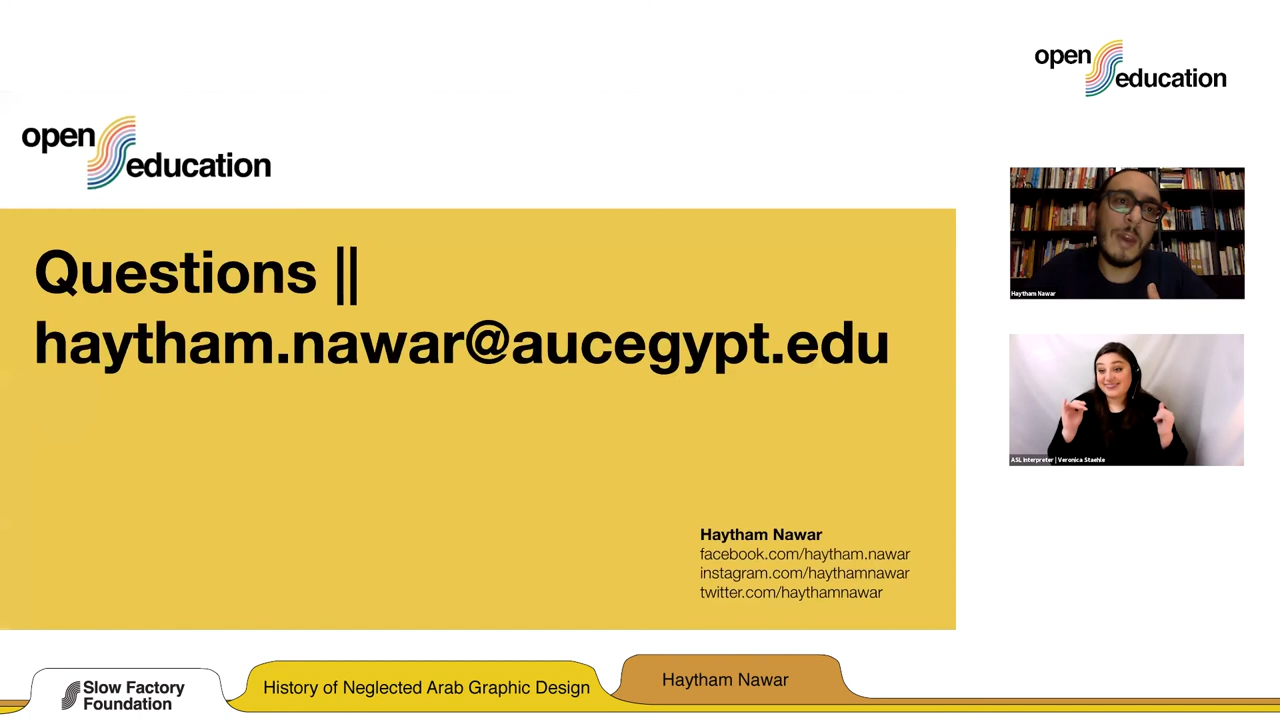 open
education
open
education
Questions ||
haytham.nawar@aucegypt.edu
Haytham Nawar
ASL Interpreter | Veronica Staehle
Haytham Nawar
facebook.com/haytham.nawar
instagram.com/haythamnawar
twitter.com/haythamnawar
Slow Factory
Foundation
History of Neglected Arab Graphic Design
Haytham Nawar